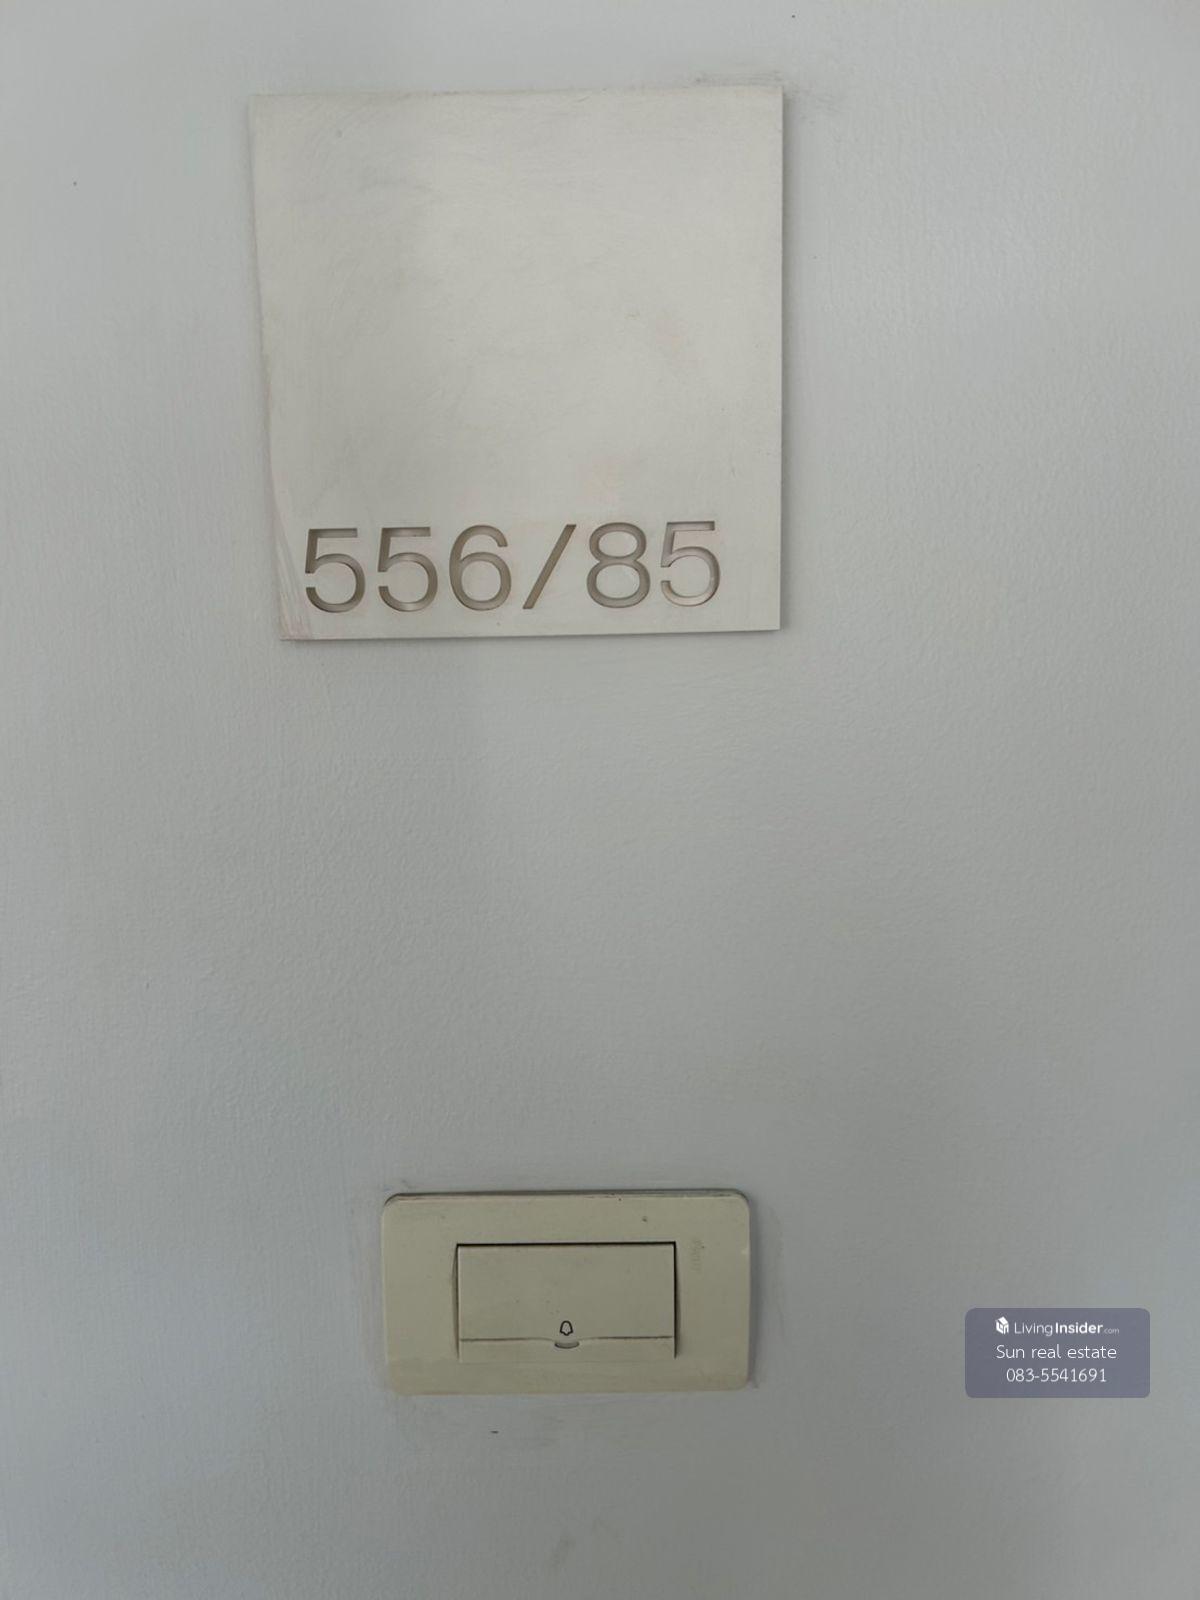 556/85
LivingInsider.com
Sun real estate
083-5541691